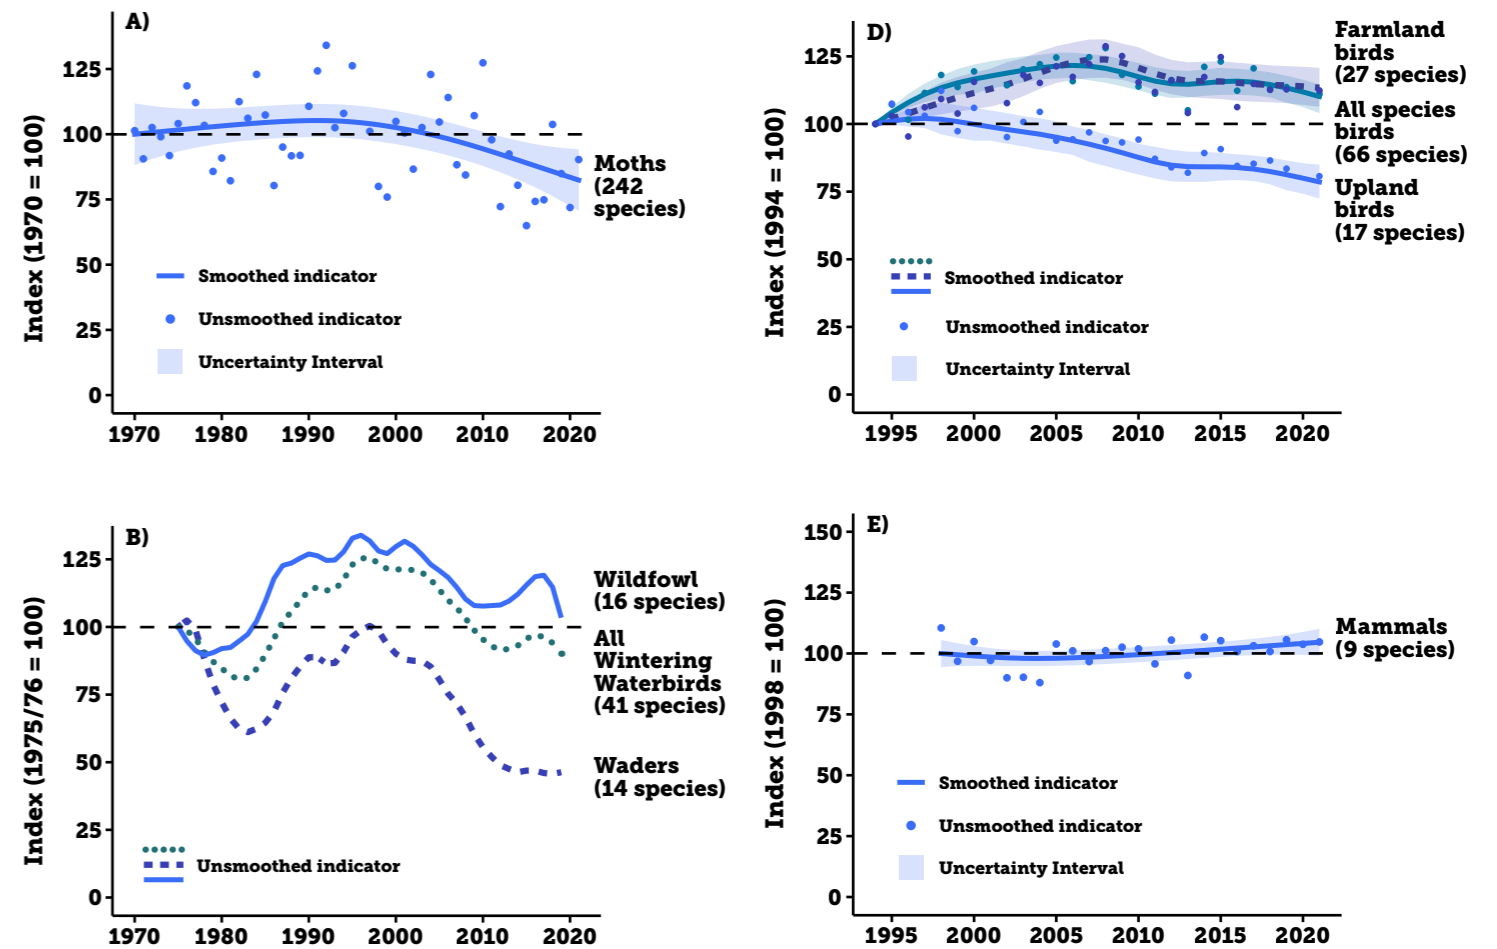 A)
Index (1970 = 100)
125
100
75
50
25
0
Moths
(242
species)
Smoothed indicator
Unsmoothed indicator
Uncertainty Interval
1970 1980 1990 2000 2010 2020
D)
Index (1994 = 100)
125
100
75
50
25
0
Farmland
birds
(27 species)
All species
birds
(66 species)
Upland
birds
(17 species)
Smoothed indicator
Unsmoothed indicator
Uncertainty Interval
1995 2000 2005 2010 2015 2020
B)
Index (1975/76 = 100)
125
100
75
50
25
0
Wildfowl
(16 species)
All
Wintering
Waterbirds
(41 species)
Waders
(14 species)
Unsmoothed indicator
1970 1980 1990 2000 2010 2020
E)
Index (1998 = 100)
150
125
100
75
50
25
0
Mammals
(9 species)
Smoothed indicator
Unsmoothed indicator
Uncertainty Interval
1995 2000 2005 2010 2015 2020